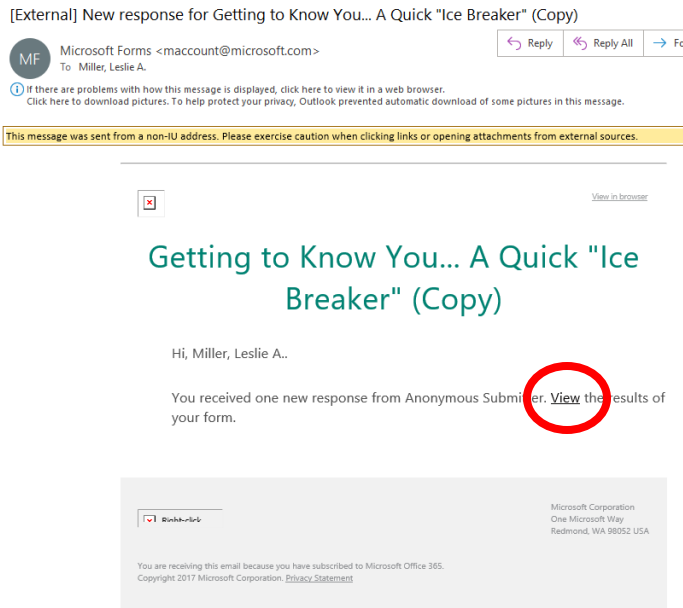 [External] New response for Getting to Know You... A Quick "Ice Breaker" (Copy)
MF
Microsoft Forms <maccount@microsoft.com>
To Miller, Leslie A.
Reply
Reply All
Fo
If there are problems with how this message is displayed, click here to view it in a web browser.
Click here to download pictures. To help protect your privacy, Outlook prevented automatic download of some pictures in this message.
This message was sent from a non-IU address. Please exercise caution when clicking links or opening attachments from external sources.
View in browser
Getting to Know You... A Quick "Ice
Breaker" (Copy)
Hi, Miller, Leslie A..
You received one new response from Anonymous Submitter. View the results of
your form.
Right-click
Microsoft Corporation
One Microsoft Way
Redmond, WA 98052 USA
You are receiving this email because you have subscribed to Microsoft Office 365.
Copyright 2017 Microsoft Corporation. Privacy Statement